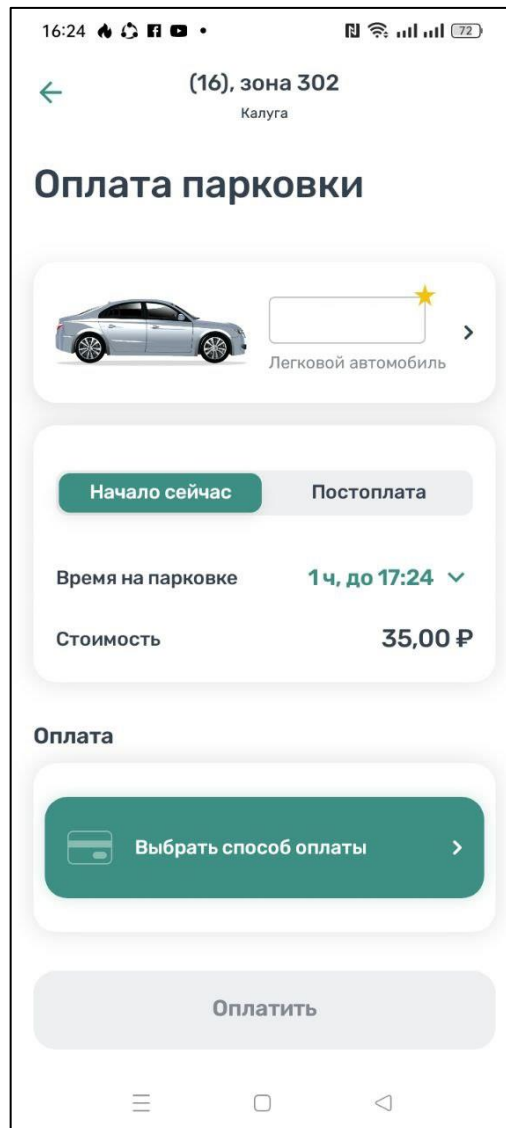 16:24
72
(16), зона 302
Калуга
Оплата парковки
Легковой автомобиль
Начало сейчас
Постоплата
Время на парковке
1 ч, до 17:24
Стоимость
35,00 ₽
Оплата
Выбрать способ оплаты
Оплатить